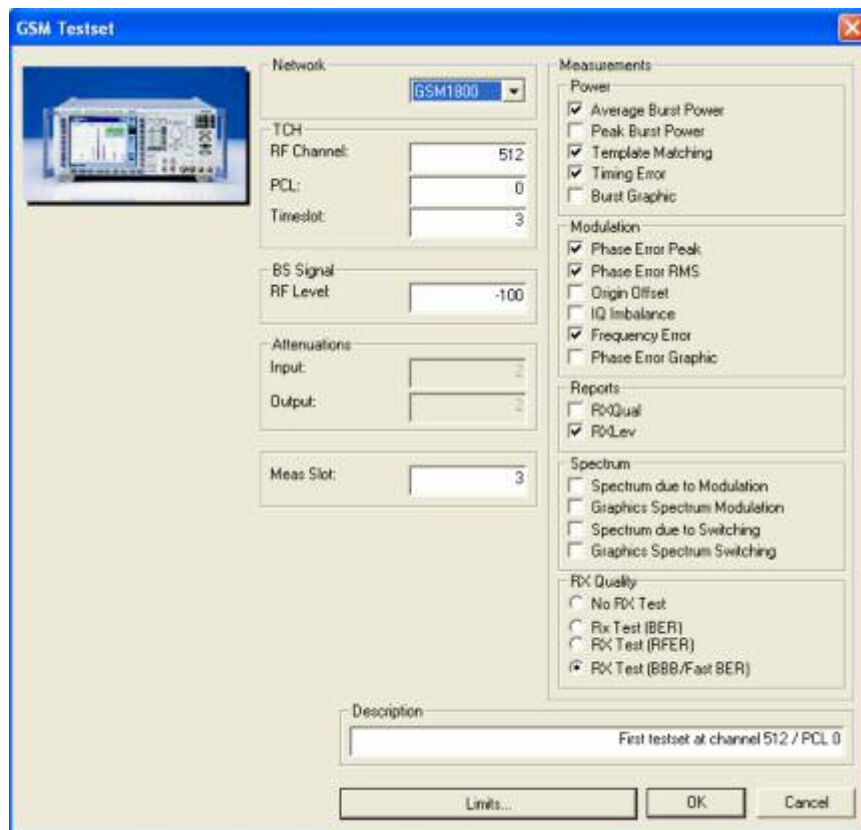 GSM Testset
Network
GSM1800
TCH
RF Channel:
512
PCL:
0
Timeslot:
3
BS Signal
RF Level:
-100
Attenuations
Input:
2
Output:
2
Meas Slot:
3
Measurements
Power
Average Burst Power
Peak Burst Power
Template Matching
Timing Error
Burst Graphic
Modulation
Phase Error Peak
Phase Error RMS
Origin Offset
IQ Imbalance
Frequency Error
Phase Error Graphic
Reports
RXQual
RXLev
Spectrum
Spectrum due to Modulation
Graphics Spectrum Modulation
Spectrum due to Switching
Graphics Spectrum Switching
RX Quality
No RX Test
Rx Test (BER)
RX Test (RFER)
RX Test (BBB/Fast BER)
Description
First testset at channel 512 / PCL 0
Limits...
OK
Cancel